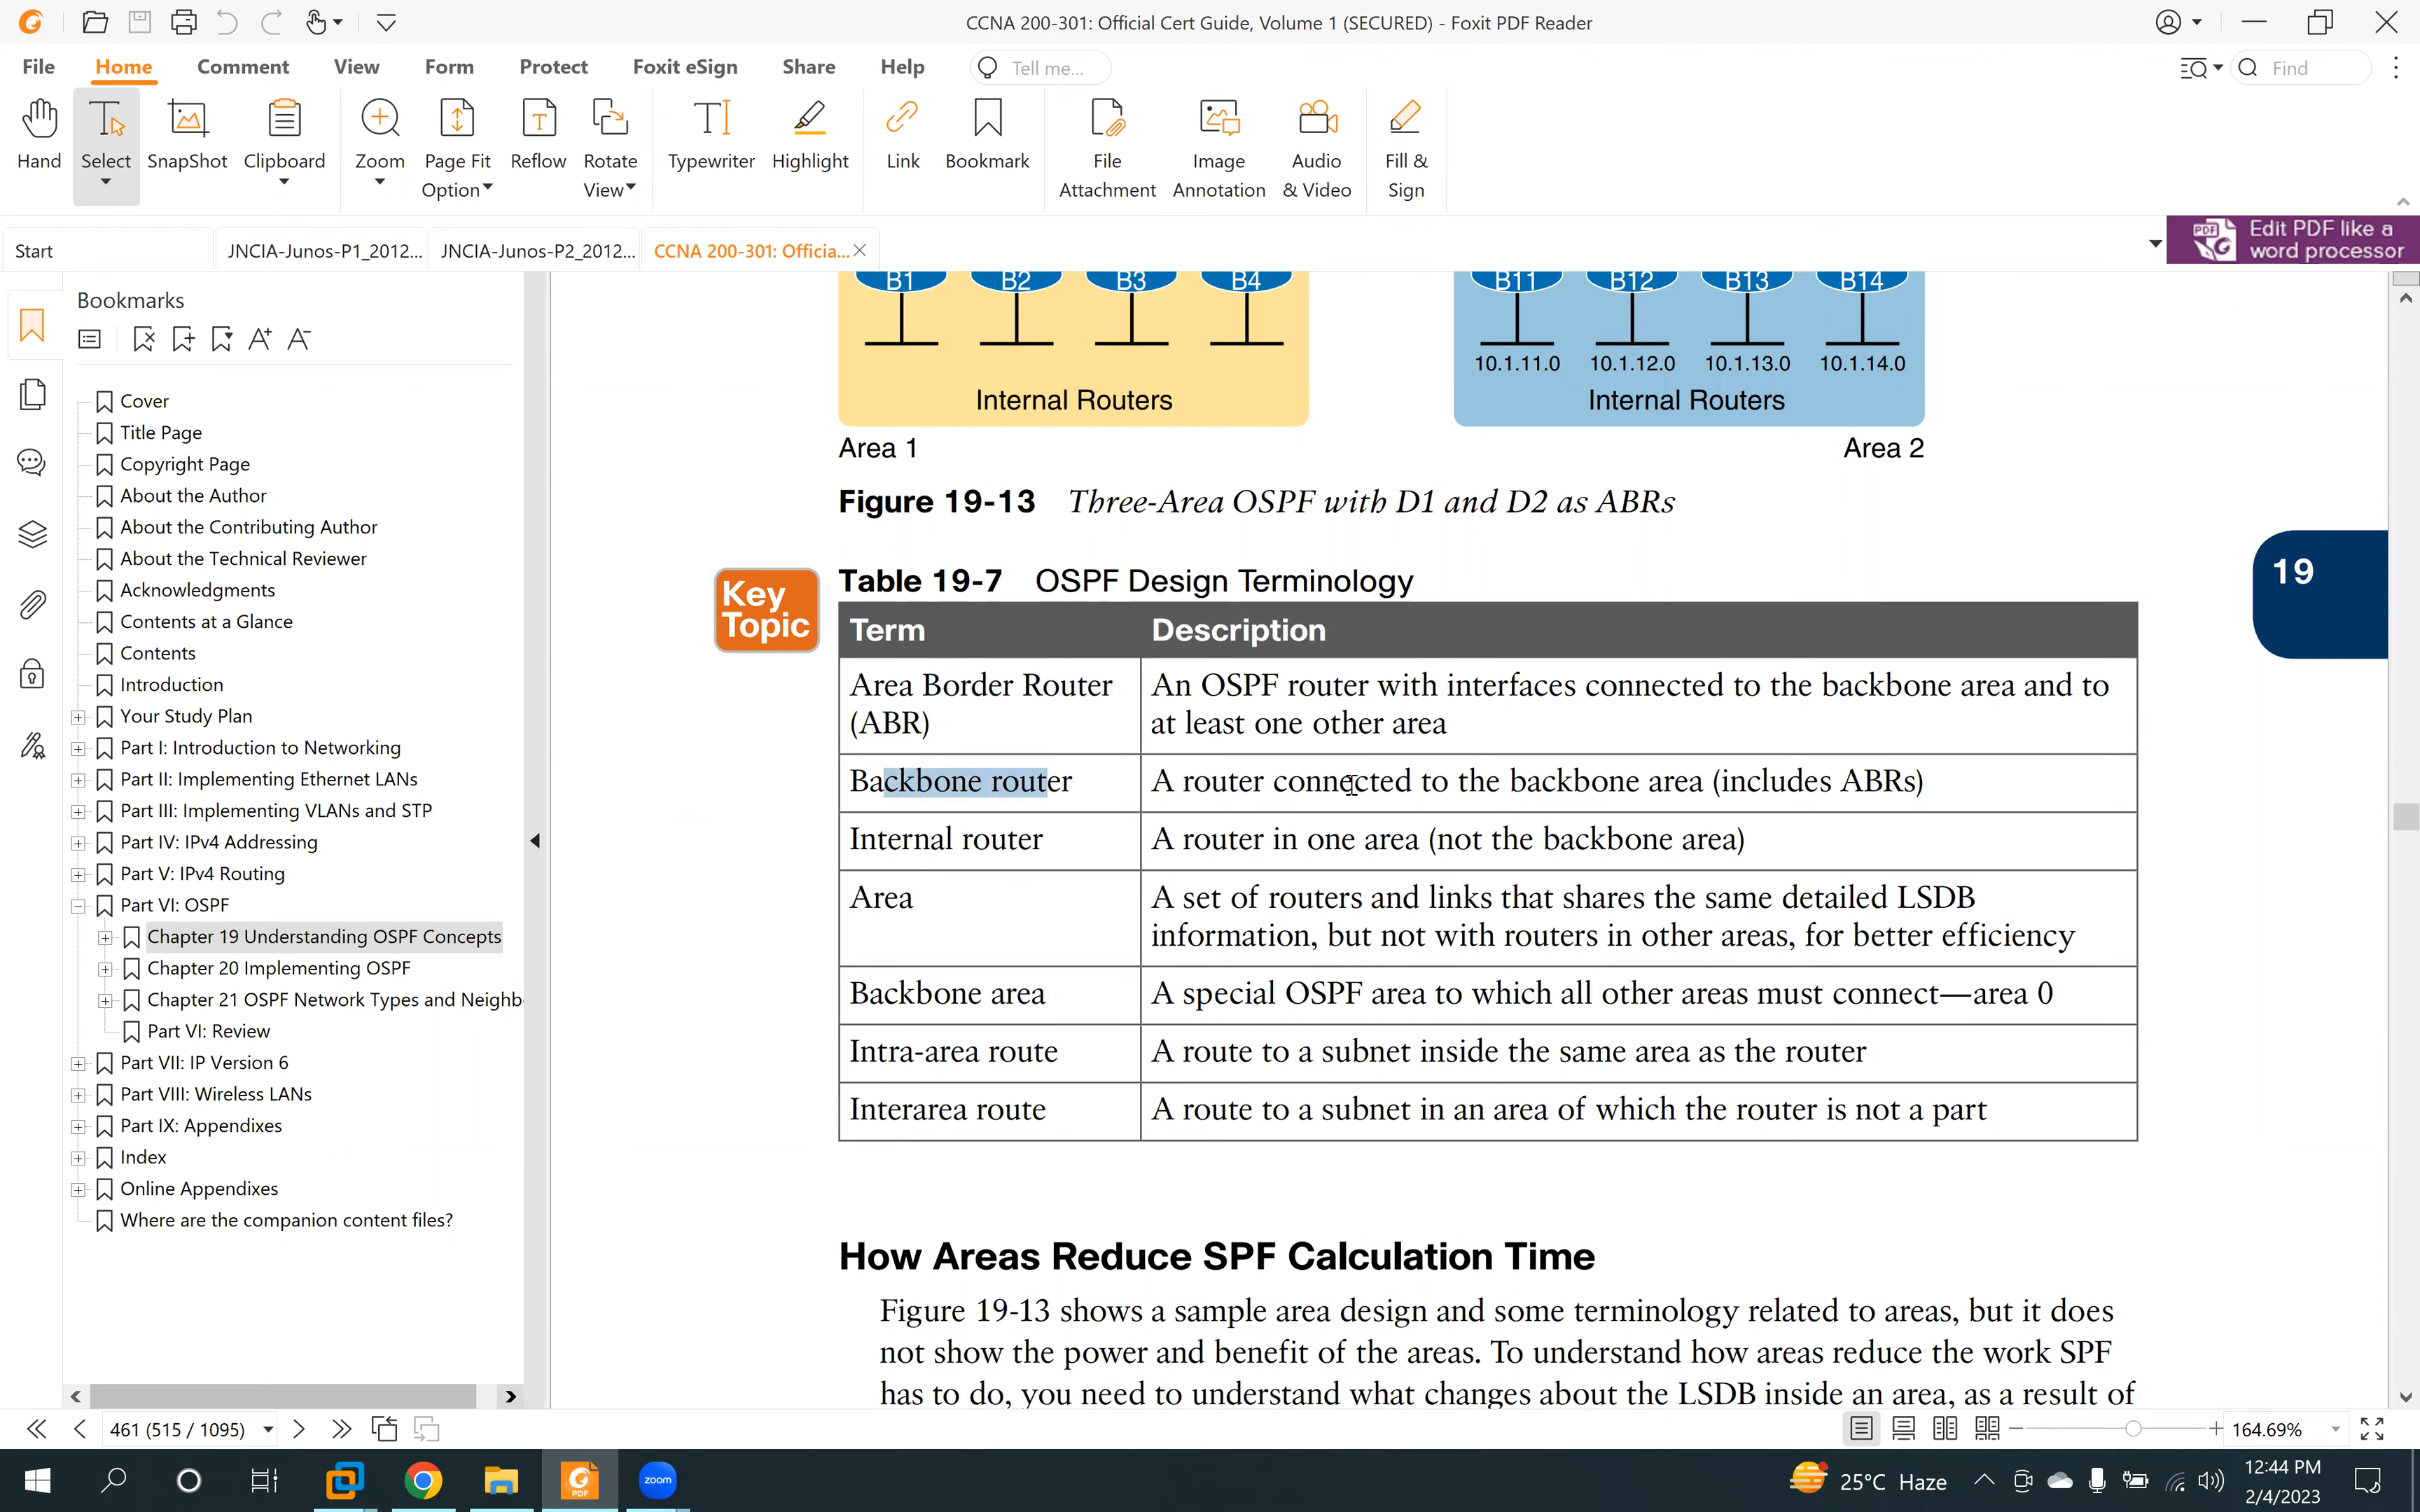 CCNA 200-301: Official Cert Guide, Volume 1 (SECURED) - Foxit PDF Reader
File Home Comment View Form Protect Foxit eSign Share Help Tell me... Find
Hand Select SnapShot Clipboard Zoom Page Fit Option Reflow Rotate View Typewriter Highlight Link Bookmark File Attachment Image Annotation Audio & Video Fill & Sign
Start JNCIA-Junos-P1_2012... JNCIA-Junos-P2_2012... CCNA 200-301: Officia...
Edit PDF like a
word processor
Bookmarks
Cover
Title Page
Copyright Page
About the Author
About the Contributing Author
About the Technical Reviewer
Acknowledgments
Contents at a Glance
Contents
Introduction
Your Study Plan
Part I: Introduction to Networking
Part II: Implementing Ethernet LANs
Part III: Implementing VLANs and STP
Part IV: IPv4 Addressing
Part V: IPv4 Routing
Part VI: OSPF
Chapter 19 Understanding OSPF Concepts
Chapter 20 Implementing OSPF
Chapter 21 OSPF Network Types and Neighb
Part VI: Review
Part VII: IP Version 6
Part VIII: Wireless LANs
Part IX: Appendixes
Index
Online Appendixes
Where are the companion content files?
B1 B2 B3 B4 B11 B12 B13 B14
10.1.11.0 10.1.12.0 10.1.13.0 10.1.14.0
Internal Routers Internal Routers
Area 1 Area 2
Figure 19-13 Three-Area OSPF with D1 and D2 as ABRs
19
Key
Topic
Table 19-7 OSPF Design Terminology
Term Description
Area Border Router An OSPF router with interfaces connected to the backbone area and to
(ABR) at least one other area
Backbone router A router connected to the backbone area (includes ABRs)
Internal router A router in one area (not the backbone area)
Area A set of routers and links that shares the same detailed LSDB
information, but not with routers in other areas, for better efficiency
Backbone area A special OSPF area to which all other areas must connect—area 0
Intra-area route A route to a subnet inside the same area as the router
Interarea route A route to a subnet in an area of which the router is not a part
How Areas Reduce SPF Calculation Time
Figure 19-13 shows a sample area design and some terminology related to areas, but it does
not show the power and benefit of the areas. To understand how areas reduce the work SPF
has to do, you need to understand what changes about the LSDB inside an area, as a result of
461 (515 / 1095) 164.69%
zoom
PDF
25°C Haze
12:44 PM
2/4/2023